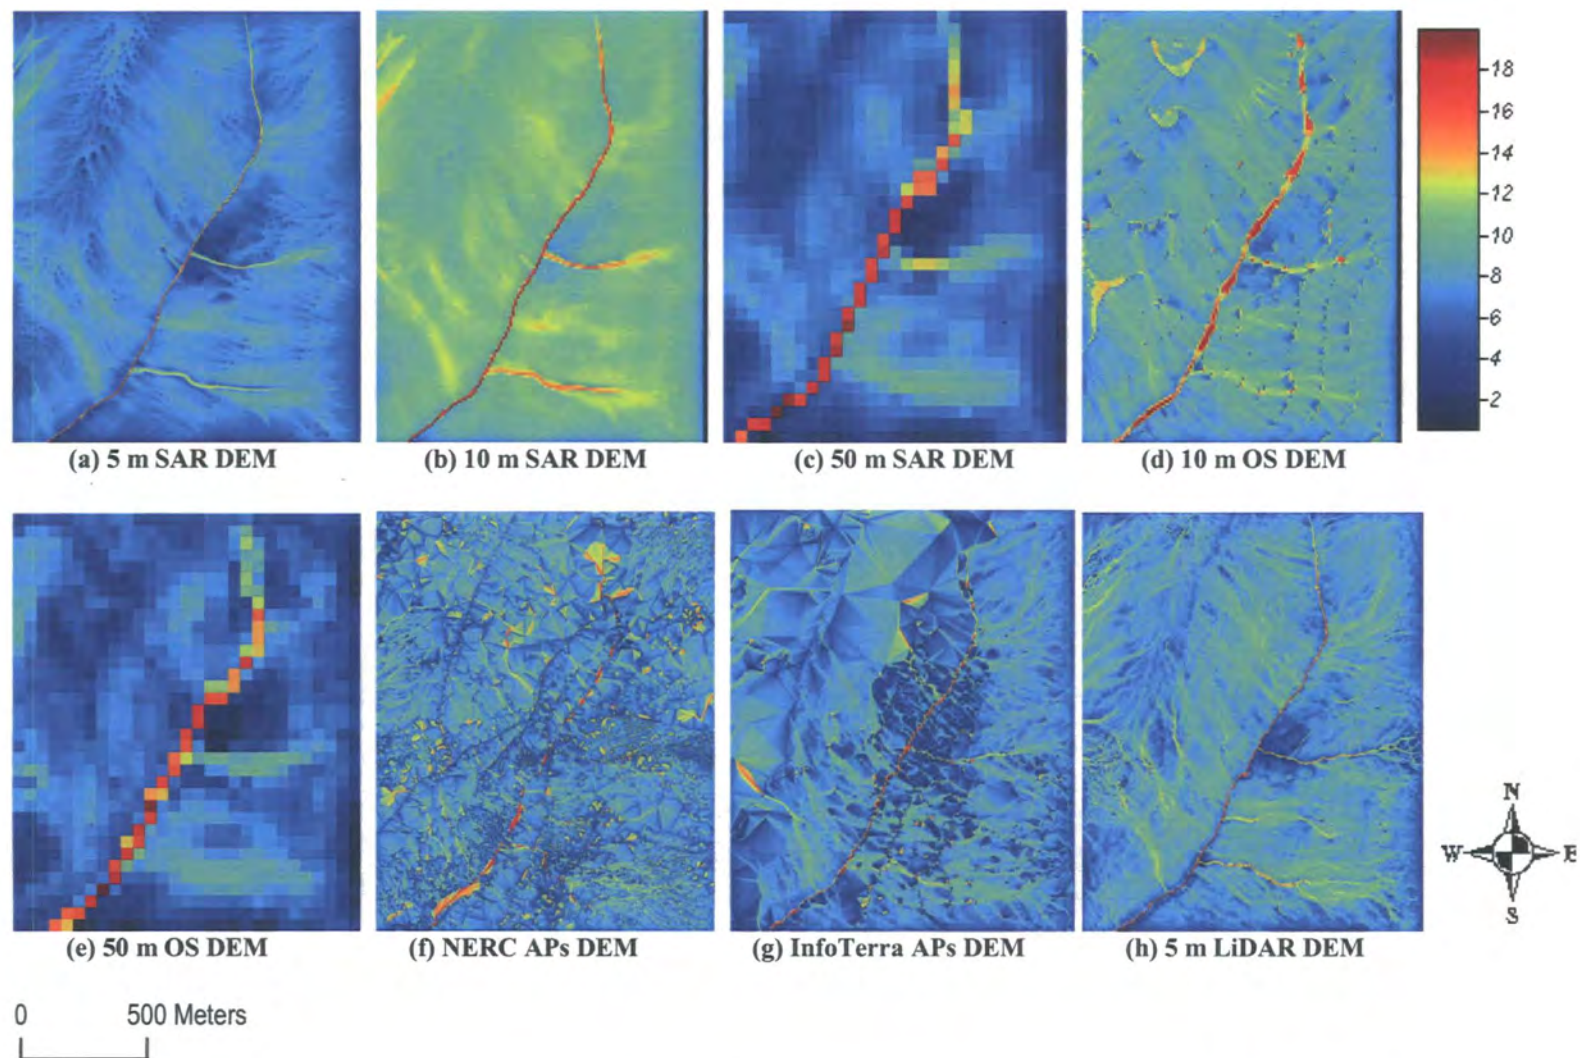 18
16
14
12
10
8
6
4
2
(a) 5 m SAR DEM
(b) 10 m SAR DEM
(c) 50 m SAR DEM
(d) 10 m OS DEM
(e) 50 m OS DEM
(f) NERC APs DEM
(g) InfoTerra APs DEM
(h) 5 m LiDAR DEM
N
W E
S
0 500 Meters